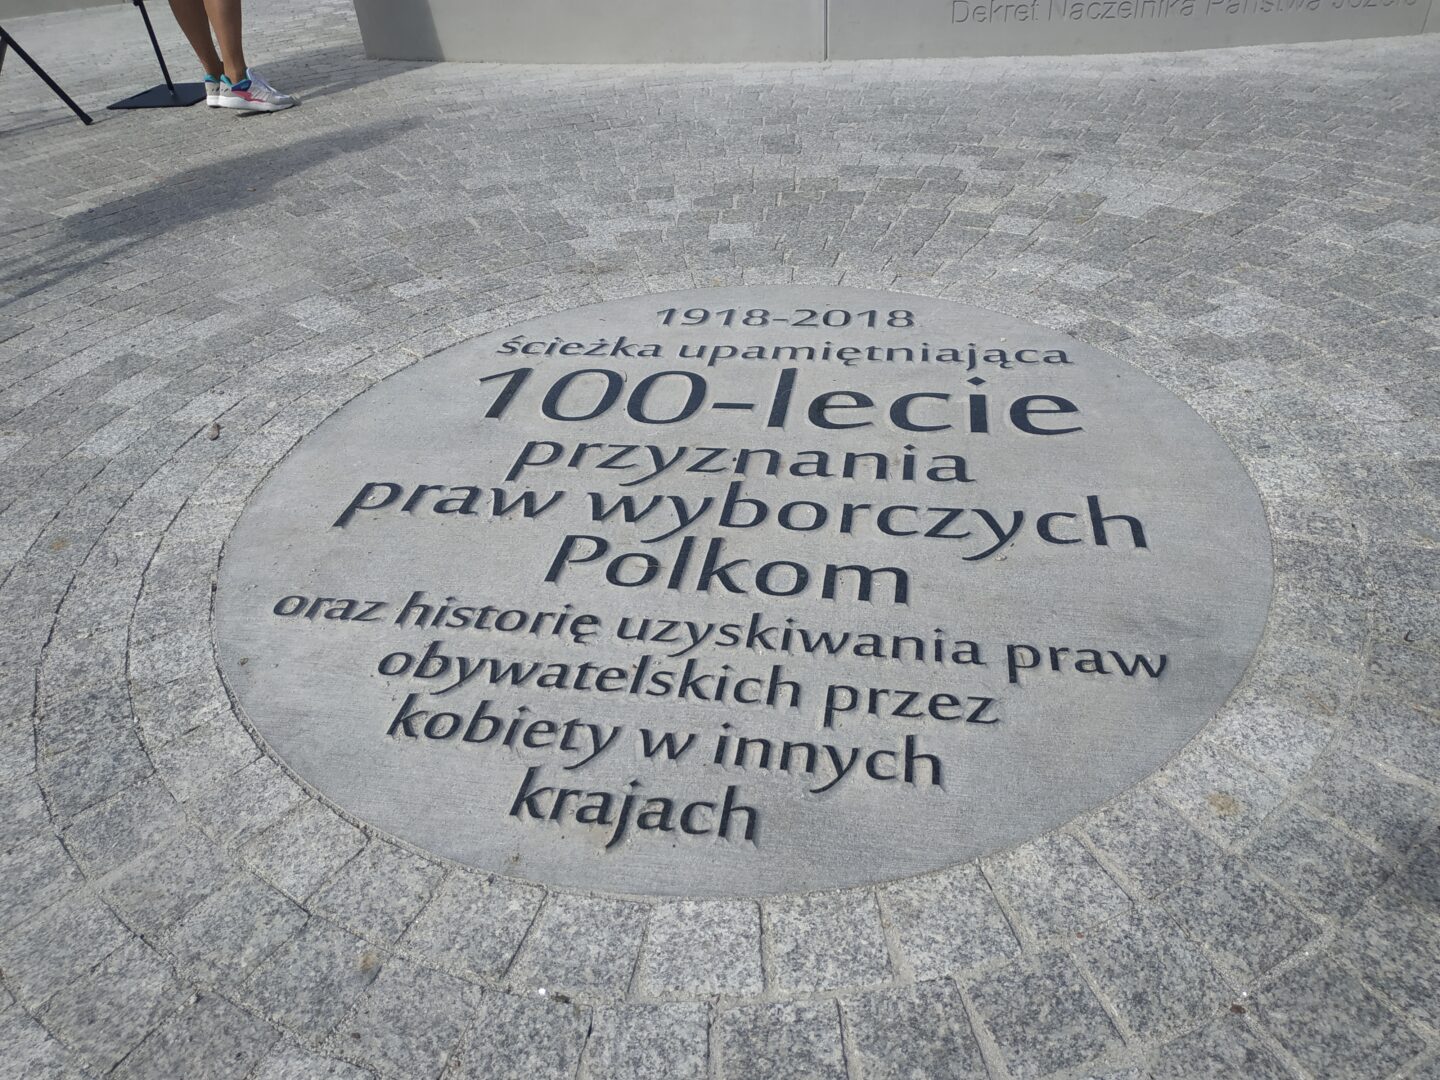 Dekret Naczelnika Państwa Józefa
1918-2018
ścieżka upamiętniająca
100-lecie
przyznania
praw wyborczych
Polkom
oraz historię uzyskiwania praw
obywatelskich przez
kobiety w innych
krajach